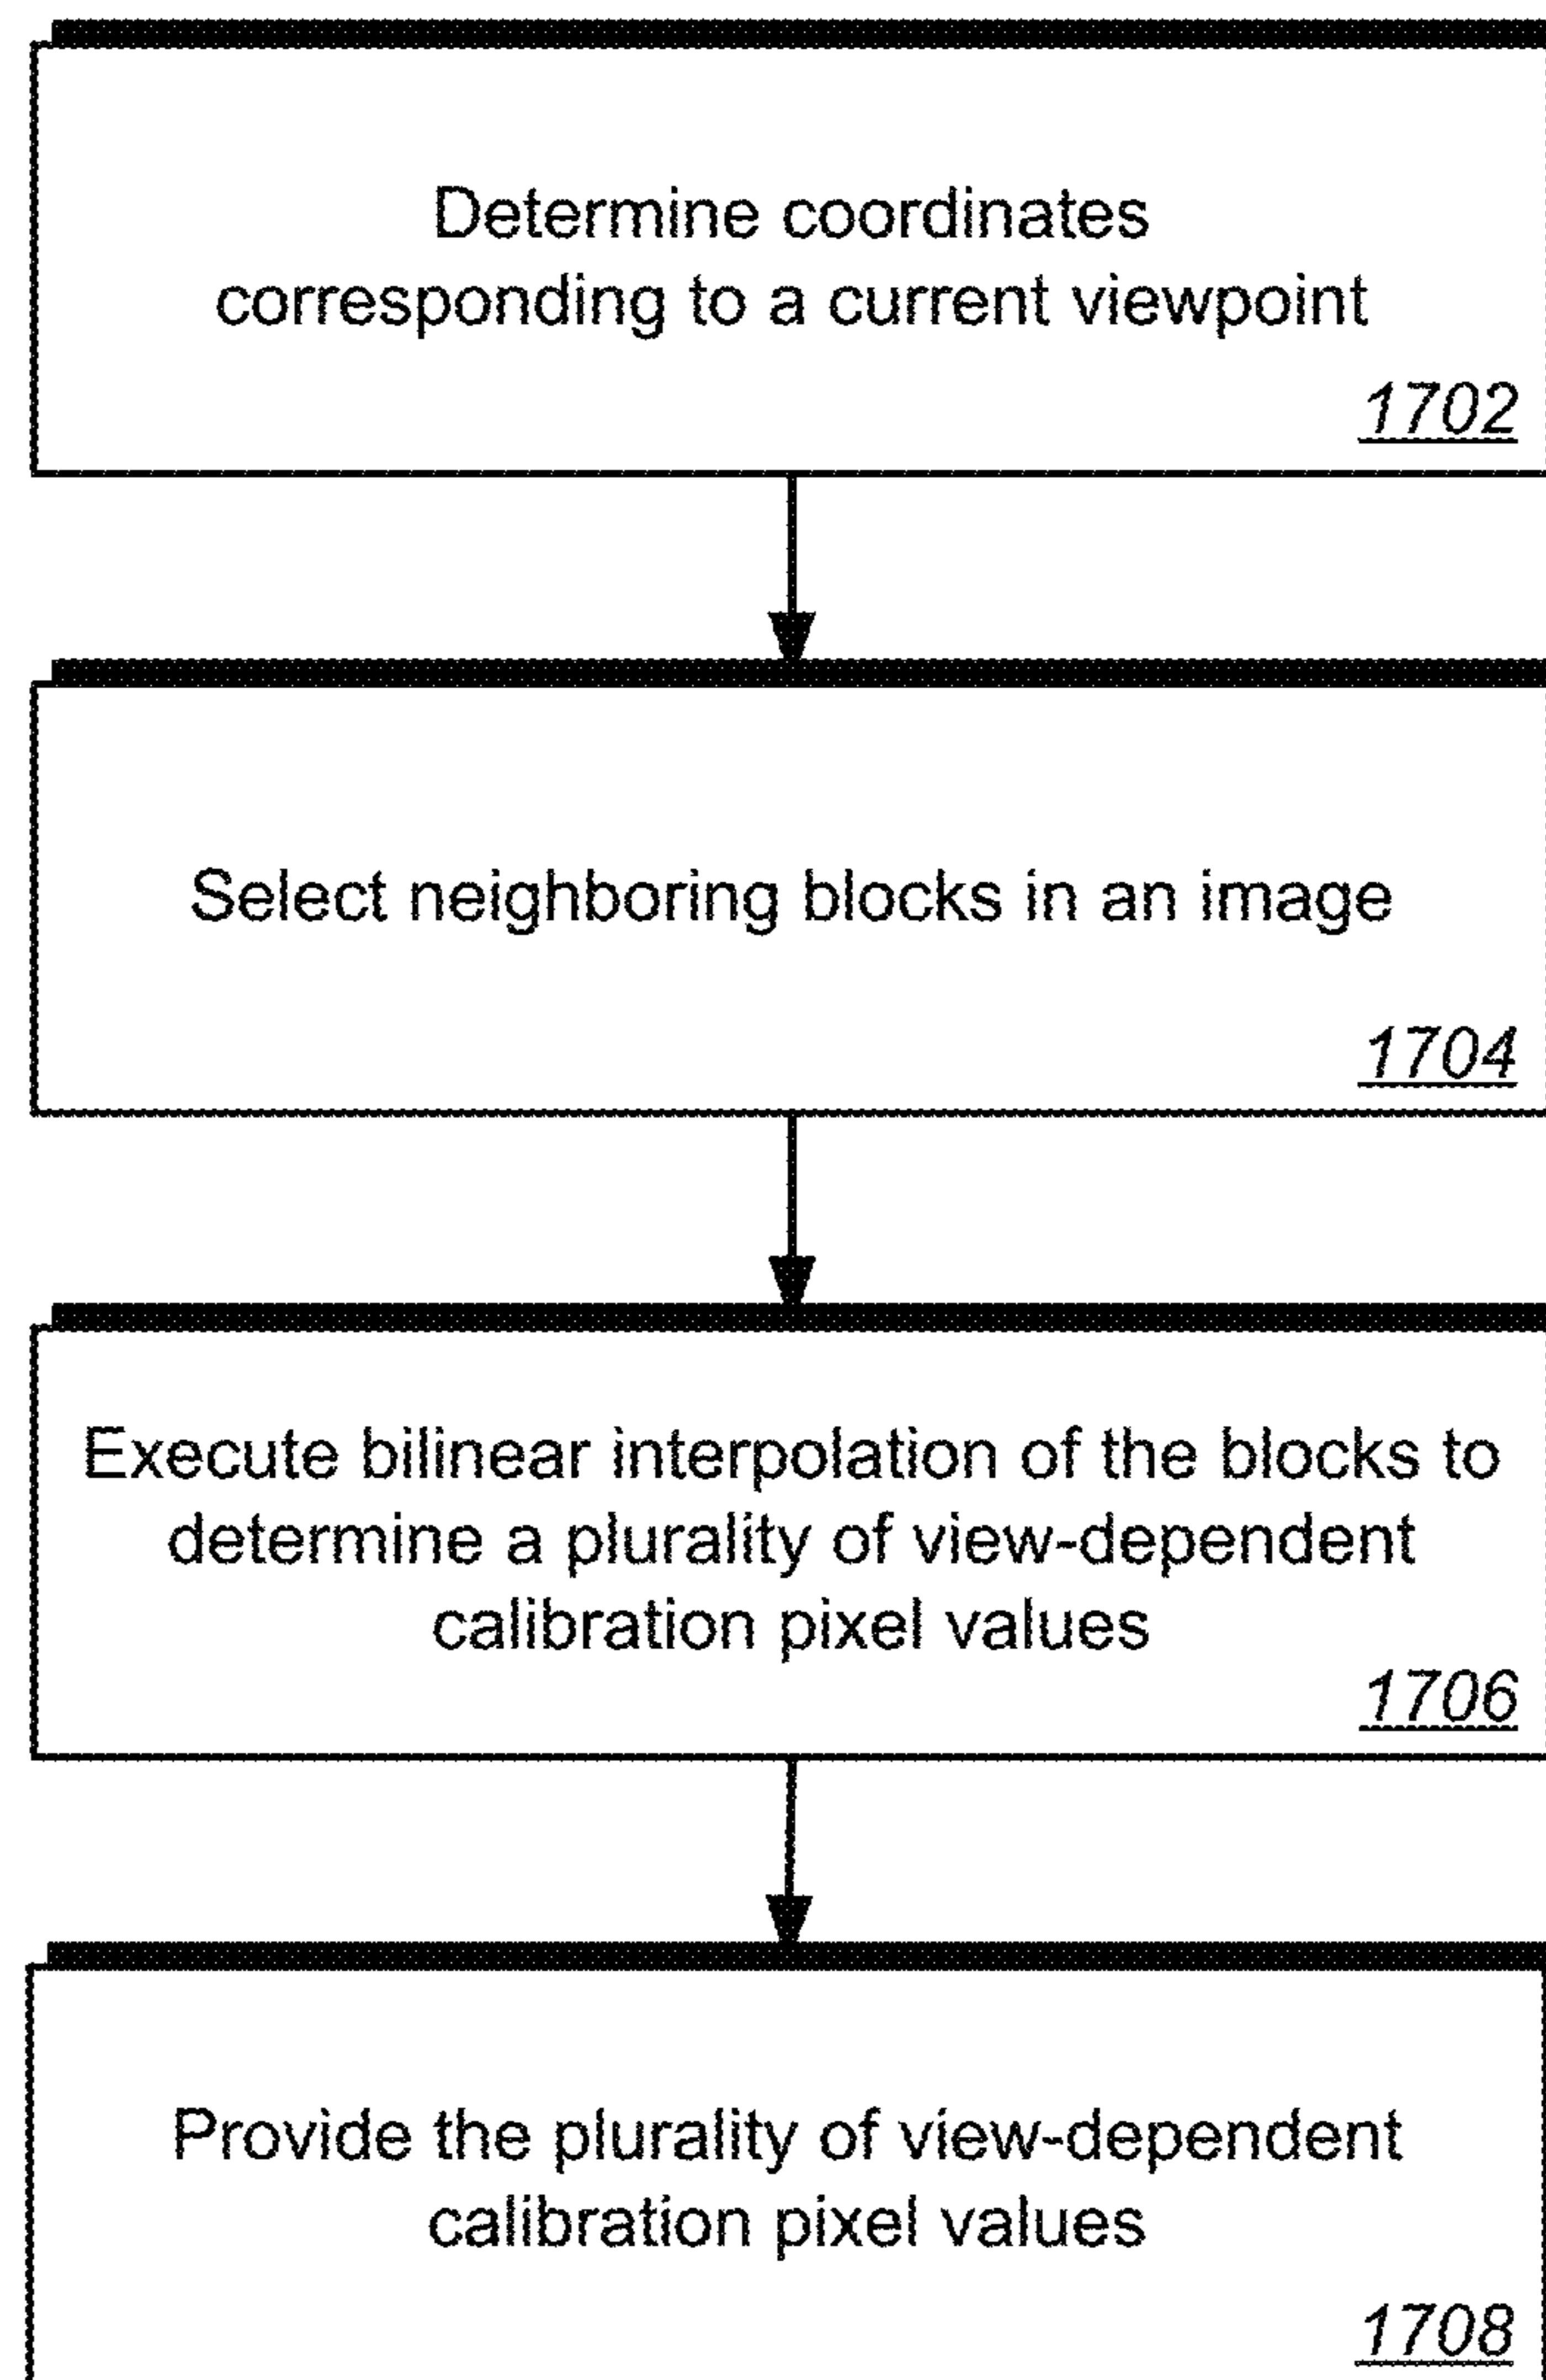 Determine coordinates
corresponding to a current viewpoint
1702
Select neighboring blocks in an image
1704
Execute bilinear interpolation of the blocks to
determine a plurality of view-dependent
calibration pixel values
1706
Provide the plurality of view-dependent
calibration pixel values
1708